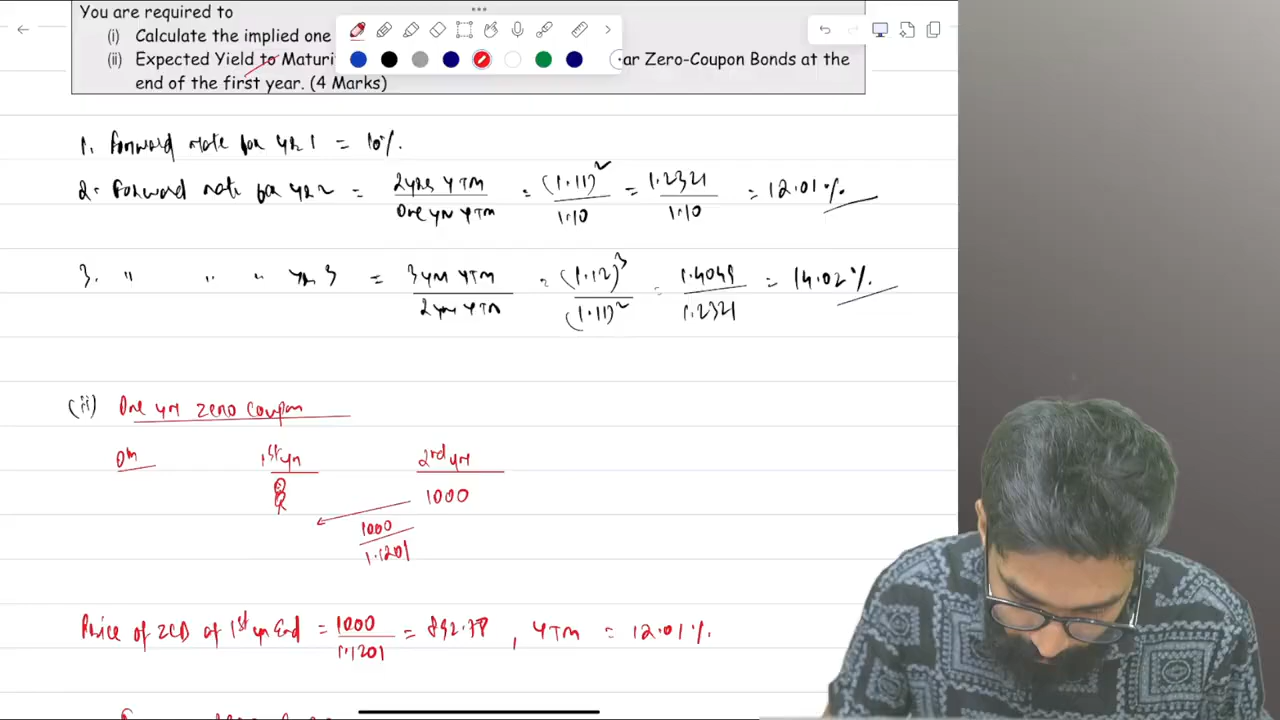 You are required to
(i) Calculate the implied one
(ii) Expected Yield to Maturi ar Zero-Coupon Bonds at the
end of the first year. (4 Marks)
1. Forward rate for yr 1 = 10%.
2. Forward rate for yr 2 = 2yrs YTM / One yr YTM = (1.11)² / 1.10 = 1.2321 / 1.10 = 12.01%
3. " " " yr 3 = 3 yrs YTM / 2 yrs YTM = (1.12)³ / (1.11)² = 1.4049 / 1.2321 = 14.02%
(ii) One yr zero coupon
1st yr 2rd yr
1000
1000 / 1.1201
Price of ZCB at 1st yr End = 1000 / 1.1201 = 892.78 , YTM = 12.01%